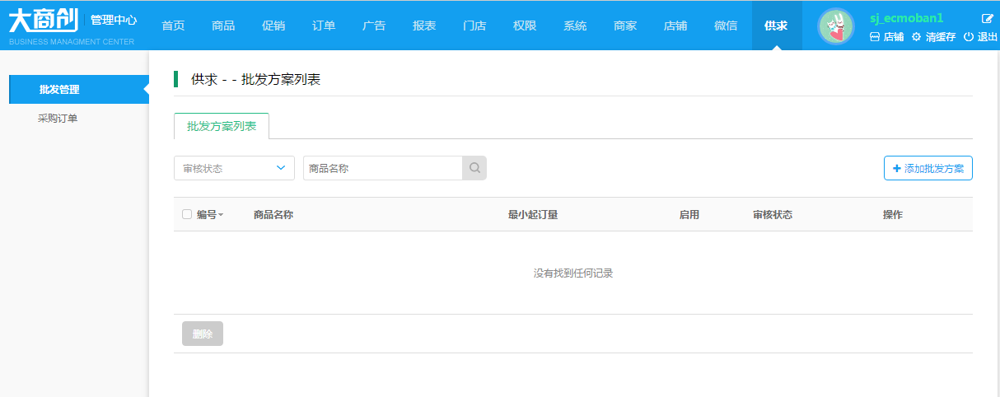 大商创 管理中心
BUSINESS MANAGMENT CENTER
首页 商品 促销 订单 广告 报表 门店 权限 系统 商家 店铺 微信 供求
sj_ecmoban1
店铺 清缓存 退出
批发管理
采购订单
供求 - - 批发方案列表
批发方案列表
审核状态 商品名称 添加批发方案
编号 商品名称 最小起订量 启用 审核状态 操作
没有找到任何记录
删除